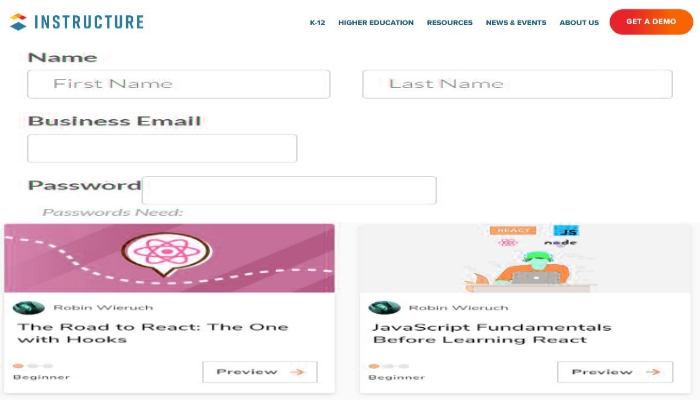 INSTRUCTURE
K-12 HIGHER EDUCATION RESOURCES NEWS & EVENTS ABOUT US GET A DEMO
Name
First Name Last Name
Business Email
Password
Passwords Need:
REACT JS
node
Robin Wieruch
The Road to React: The One
with Hooks
Beginner
Preview →
Robin Wieruch
JavaScript Fundamentals
Before Learning React
Beginner
Preview →